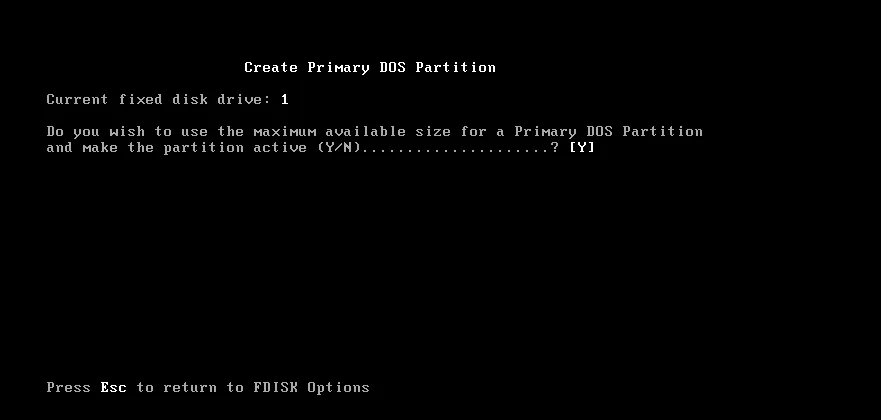 Create Primary DOS Partition
Current fixed disk drive: 1
Do you wish to use the maximum available size for a Primary DOS Partition
and make the partition active (Y/N).....................? [Y]
Press Esc to return to FDISK Options